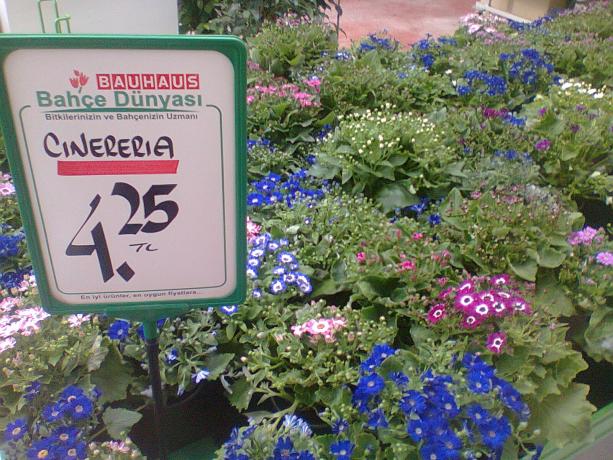 BAUHAUS
Bahçe Dünyası
Bitkilerinizin ve Bahçenizin Uzmanı
CINERERIA
4.25
TL
En iyi ürünler, en uygun fiyatlara...